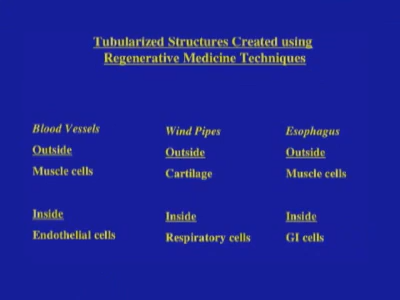 Tubularized Structures Created using
Regenerative Medicine Techniques
Blood Vessels
Outside
Muscle cells
Inside
Endothelial cells
Wind Pipes
Outside
Cartilage
Inside
Respiratory cells
Esophagus
Outside
Muscle cells
Inside
GI cells